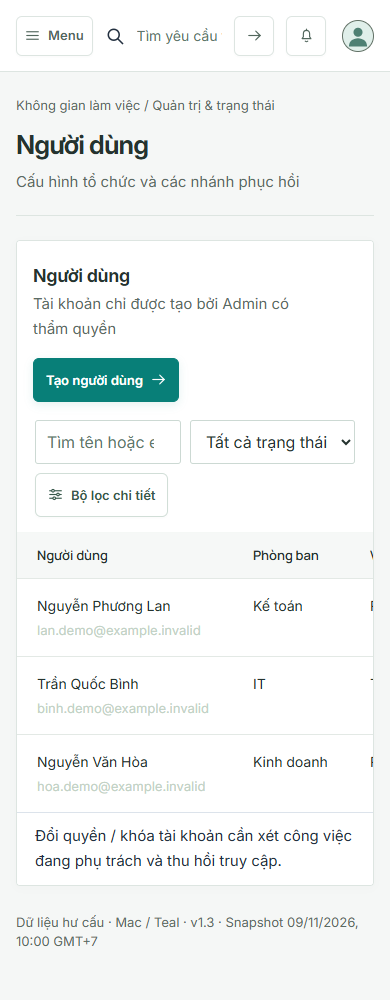 Menu Tìm yêu cầu
Không gian làm việc / Quản trị & trạng thái
Người dùng
Cấu hình tổ chức và các nhánh phục hồi
Người dùng
Tài khoản chỉ được tạo bởi Admin có
thẩm quyền
Tạo người dùng →
Tìm tên hoặc e Tất cả trạng thái
Bộ lọc chi tiết
Người dùng Phòng ban
Nguyễn Phương Lan Kế toán
lan.demo@example.invalid
Trần Quốc Bình IT
binh.demo@example.invalid
Nguyễn Văn Hòa Kinh doanh
hoa.demo@example.invalid
Đổi quyền / khóa tài khoản cần xét công việc
đang phụ trách và thu hồi truy cập.
Dữ liệu hư cấu · Mac / Teal · v1.3 · Snapshot 09/11/2026,
10:00 GMT+7